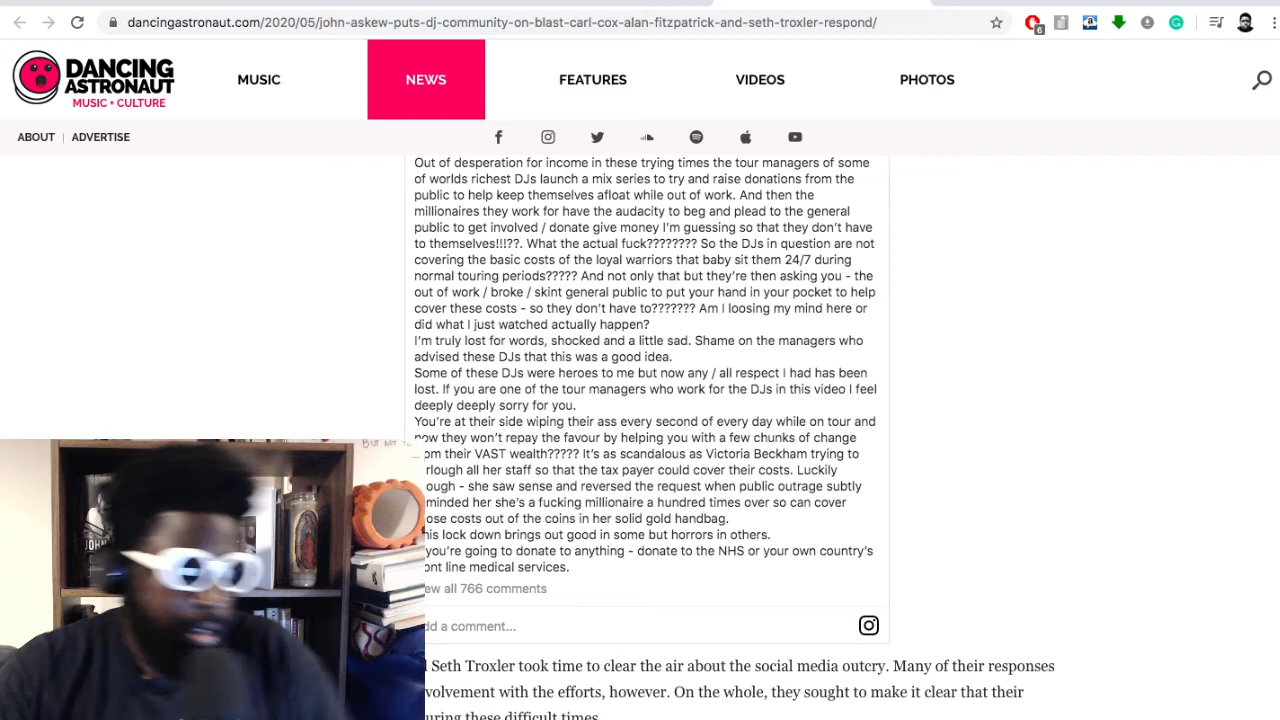 dancingastronaut.com/2020/05/john-askew-puts-dj-community-on-blast-carl-cox-alan-fitzpatrick-and-seth-troxler-respond/
6
DANCING
ASTRONAUT
MUSIC + CULTURE
MUSIC
NEWS
FEATURES
VIDEOS
PHOTOS
ABOUT | ADVERTISE
Out of desperation for income in these trying times the tour managers of some
of worlds richest DJs launch a mix series to try and raise donations from the
public to help keep themselves afloat while out of work. And then the
millionaires they work for have the audacity to beg and plead to the general
public to get involved / donate give money I'm guessing so that they don't have
to themselves!!!??. What the actual fuck???????? So the DJs in question are not
covering the basic costs of the loyal warriors that baby sit them 24/7 during
normal touring periods????? And not only that but they're then asking you - the
out of work / broke / skint general public to put your hand in your pocket to help
cover these costs - so they don't have to??????? Am I loosing my mind here or
did what I just watched actually happen?
I'm truly lost for words, shocked and a little sad. Shame on the managers who
advised these DJs that this was a good idea.
Some of these DJs were heroes to me but now any / all respect I had has been
lost. If you are one of the tour managers who work for the DJs in this video I feel
deeply deeply sorry for you.
You're at their side wiping their ass every second of every day while on tour and
now they won't repay the favour by helping you with a few chunks of change
om their VAST wealth????? It's as scandalous as Victoria Beckham trying to
rlough all her staff so that the tax payer could cover their costs. Luckily
ough - she saw sense and reversed the request when public outrage subtly
minded her she's a fucking millionaire a hundred times over so can cover
ose costs out of the coins in her solid gold handbag.
his lock down brings out good in some but horrors in others.
you're going to donate to anything - donate to the NHS or your own country's
ont line medical services.
ew all 766 comments
dd a comment...
Seth Troxler took time to clear the air about the social media outcry. Many of their responses
volvement with the efforts, however. On the whole, they sought to make it clear that their
uring these difficult times.